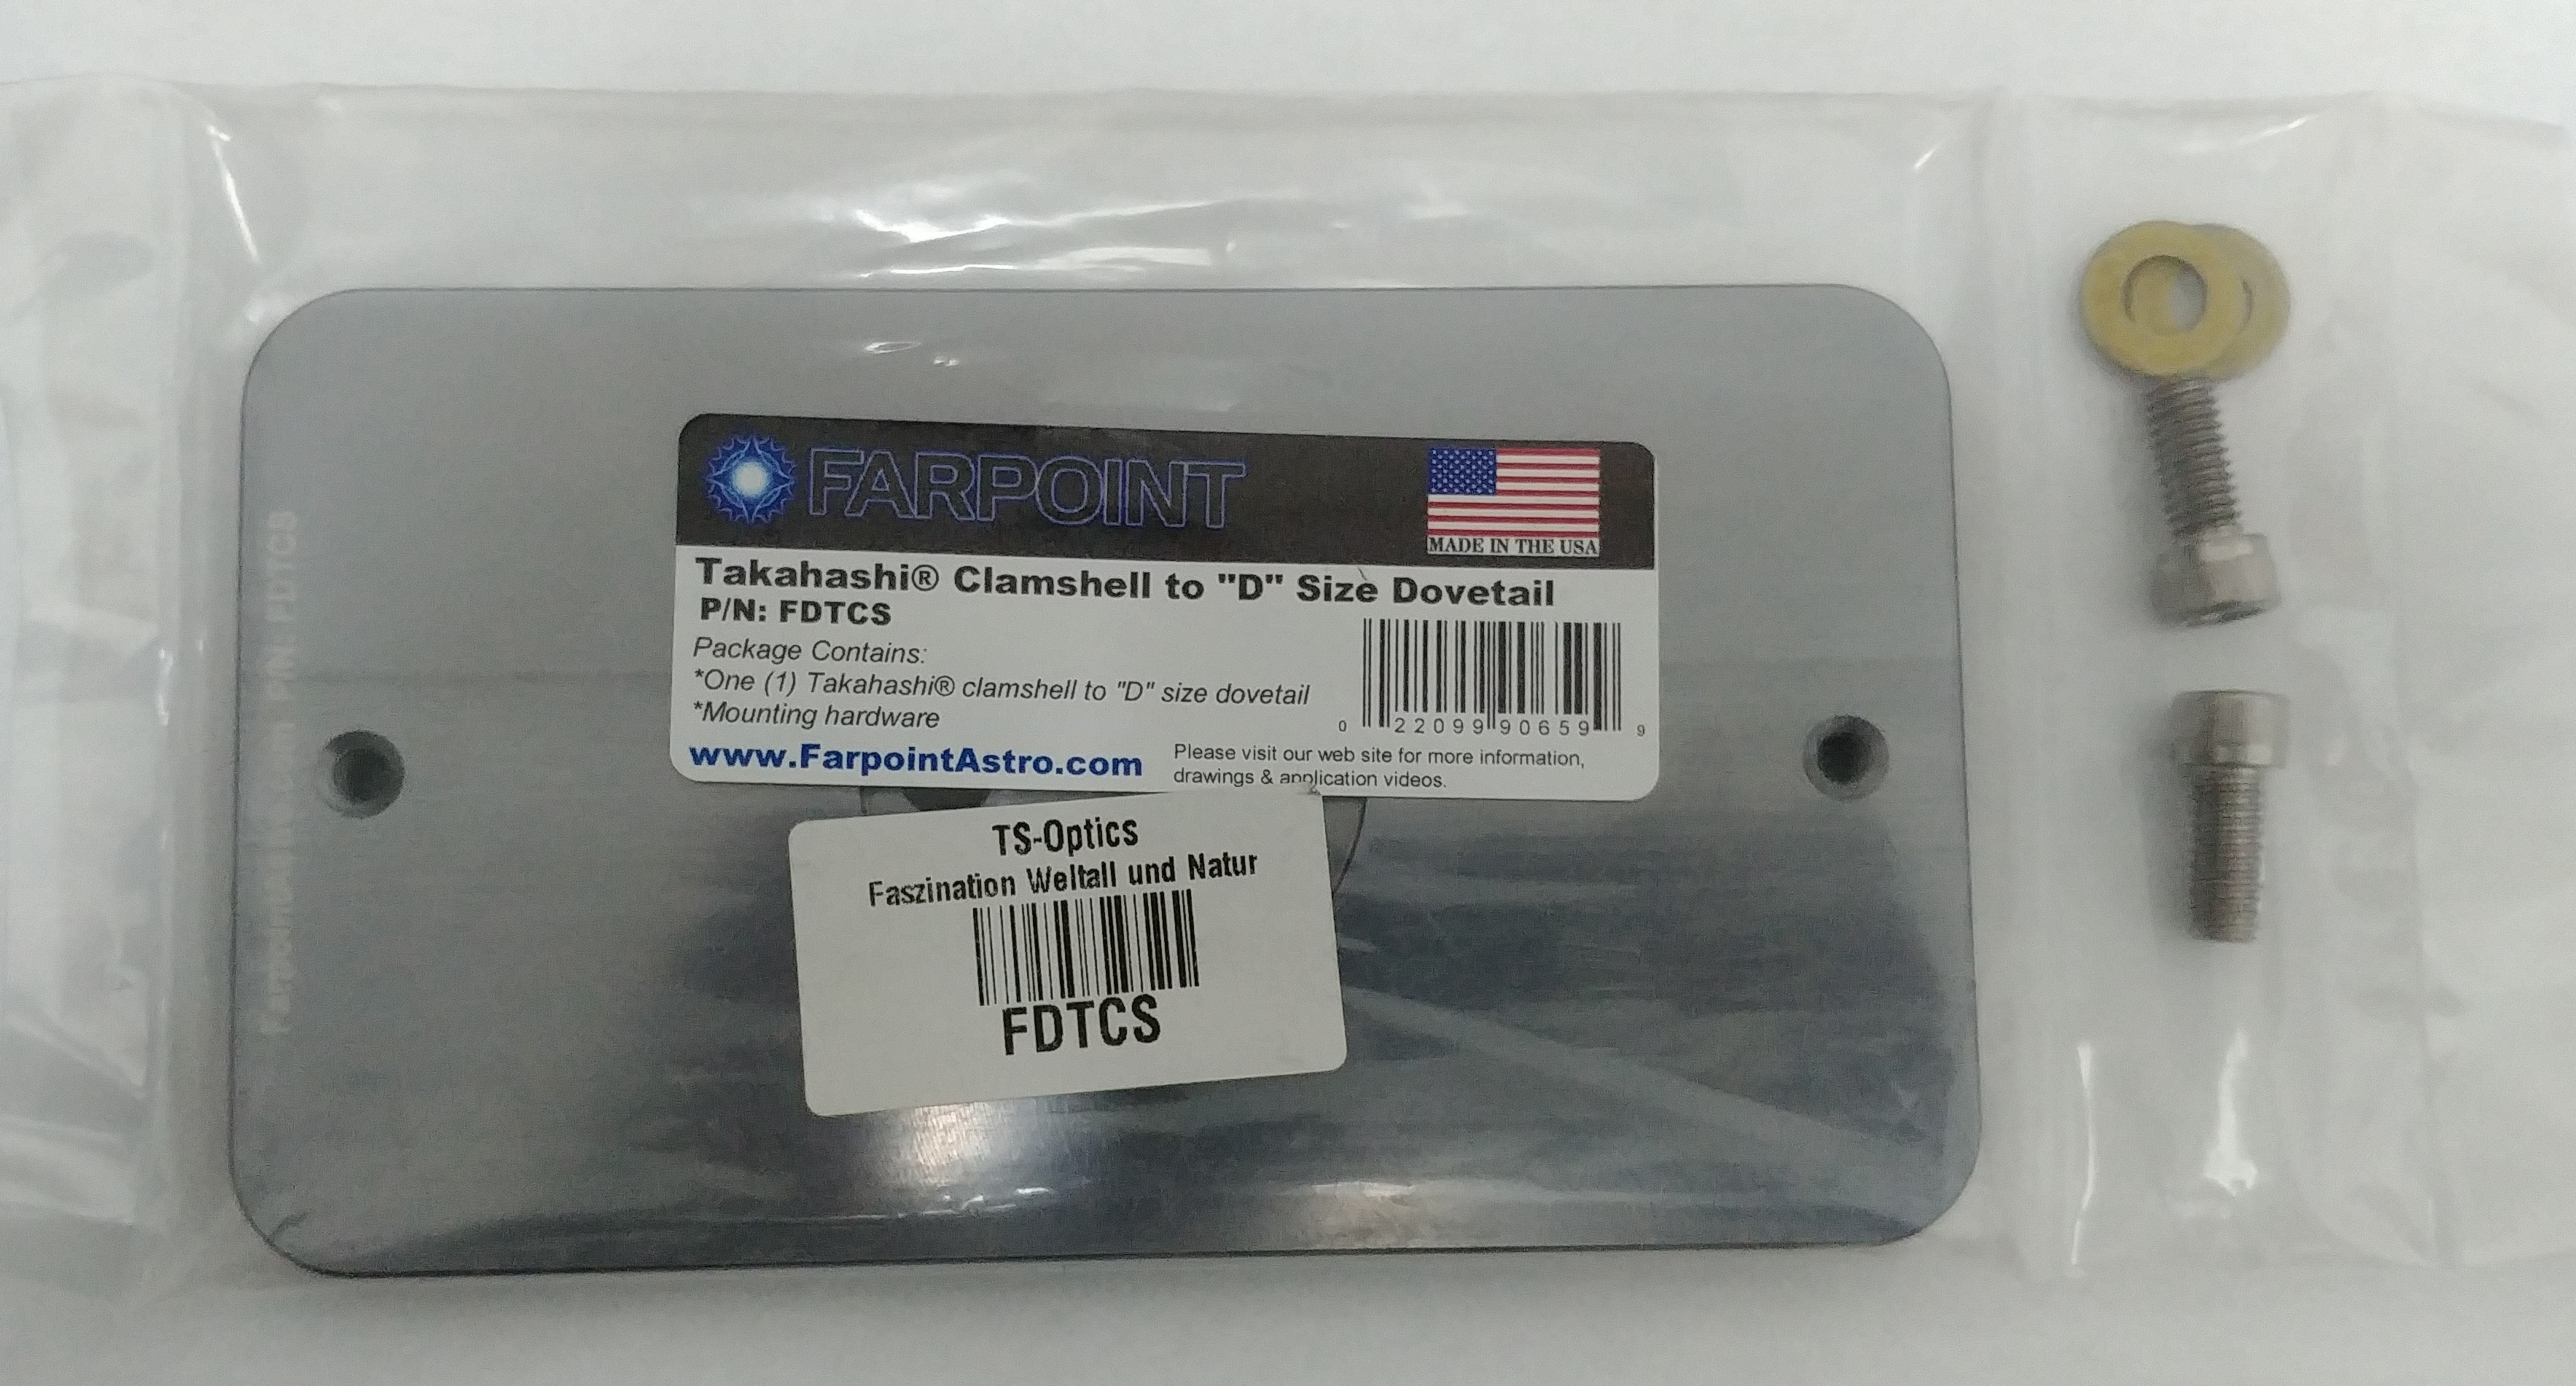 FARPOINT
MADE IN THE USA
Takahashi® Clamshell to "D" Size Dovetail
P/N: FDTCS
Package Contains:
*One (1) Takahashi® clamshell to "D" size dovetail
*Mounting hardware
0 22099 90659 9
www.FarpointAstro.com
Please visit our web site for more information,
drawings & application videos.
TS-Optics
Faszination Weltall und Natur
FDTCS
P/N: FDTCS